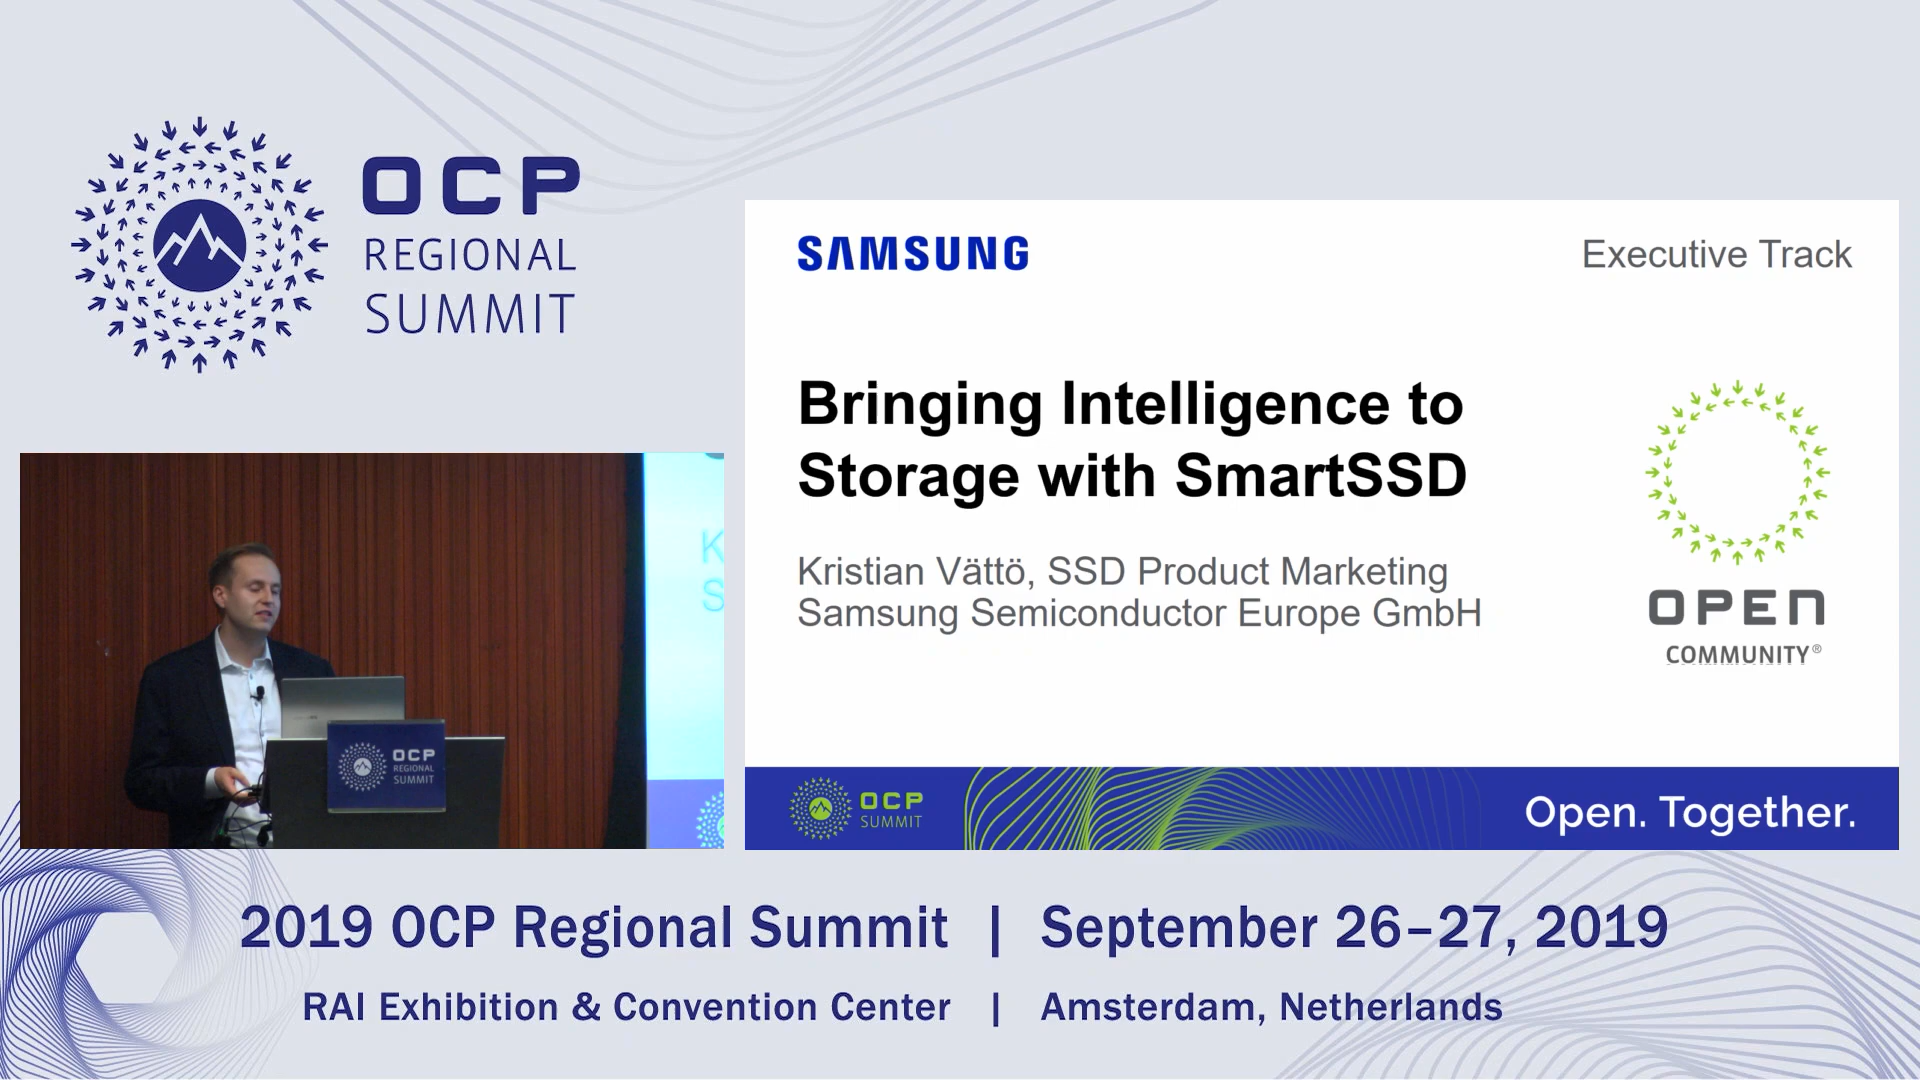 OCP
REGIONAL
SUMMIT
SAMSUNG
Executive Track
Bringing Intelligence to
Storage with SmartSSD
Kristian Vättö, SSD Product Marketing
Samsung Semiconductor Europe GmbH
OPEN
COMMUNITY®
OCP
SUMMIT
Open. Together.
K
S
OCP
REGIONAL
SUMMIT
2019 OCP Regional Summit | September 26–27, 2019
RAI Exhibition & Convention Center | Amsterdam, Netherlands